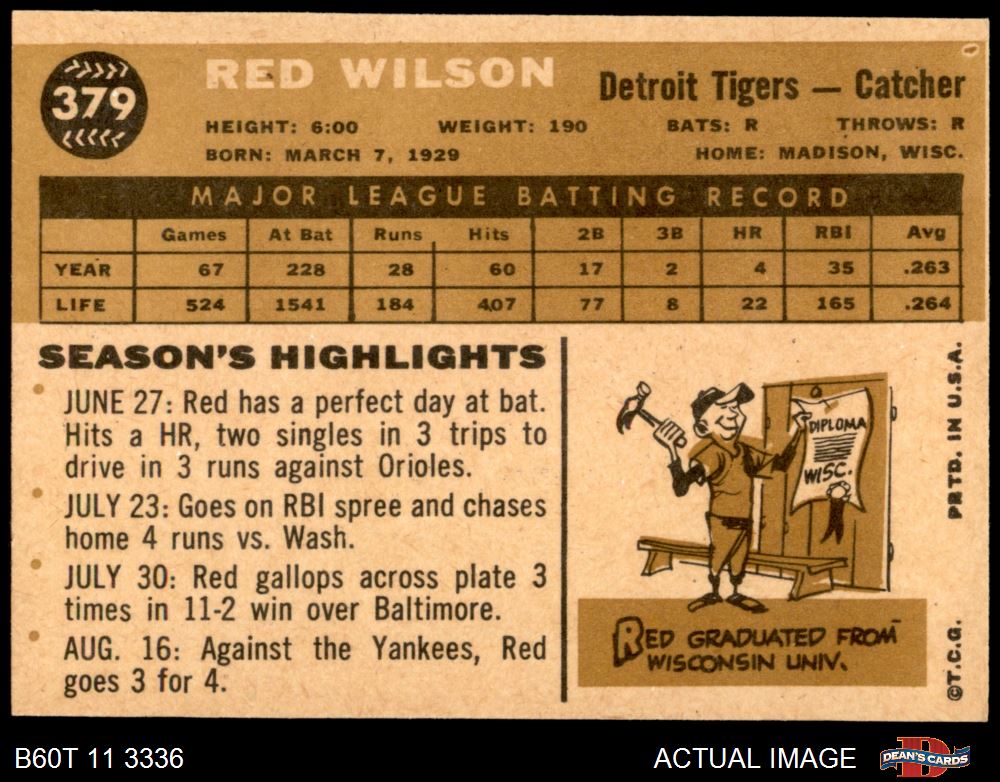 379
RED WILSON
Detroit Tigers — Catcher
HEIGHT: 6:00 WEIGHT: 190 BATS: R THROWS: R
BORN: MARCH 7, 1929 HOME: MADISON, WISC.
MAJOR LEAGUE BATTING RECORD
Games At Bat Runs Hits 2B 3B HR RBI Avg
YEAR 67 228 28 60 17 2 4 35 .263
LIFE 524 1541 184 407 77 8 22 165 .264
SEASON'S HIGHLIGHTS
JUNE 27: Red has a perfect day at bat.
Hits a HR, two singles in 3 trips to
drive in 3 runs against Orioles.
JULY 23: Goes on RBI spree and chases
home 4 runs vs. Wash.
JULY 30: Red gallops across plate 3
times in 11-2 win over Baltimore.
AUG. 16: Against the Yankees, Red
goes 3 for 4.
DIPLOMA
WISC.
RED GRADUATED FROM
WISCONSIN UNIV.
©T.C.G. PRTD. IN U.S.A.
B60T 11 3336
ACTUAL IMAGE
DEAN'S CARDS